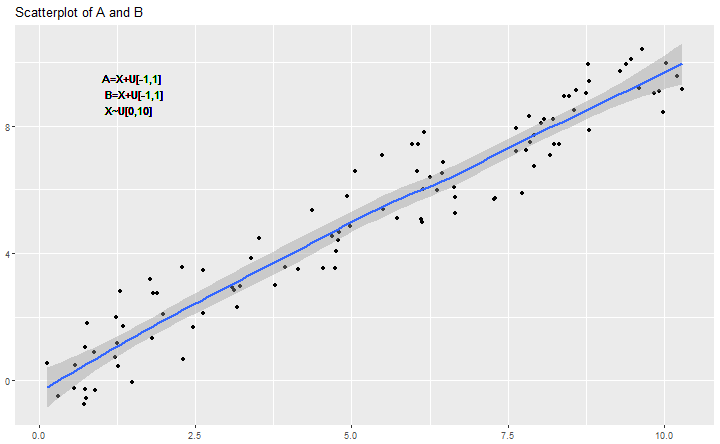 Scatterplot of A and B
A=X+U[-1,1]
B=X+U[-1,1]
X~U[0,10]
8
4
0
0.0 2.5 5.0 7.5 10.0